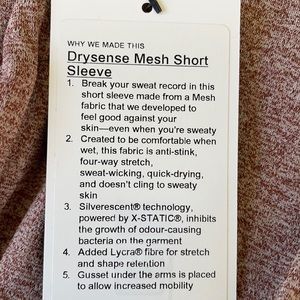 WHY WE MADE THIS
Drysense Mesh Short
Sleeve
1. Break your sweat record in this
short sleeve made from a Mesh
fabric that we developed to
feel good against your
skin—even when you're sweaty
2. Created to be comfortable when
wet, this fabric is anti-stink,
four-way stretch,
sweat-wicking, quick-drying,
and doesn't cling to sweaty
skin
3. Silverescent® technology,
powered by X-STATIC®, inhibits
the growth of odour-causing
bacteria on the garment
4. Added Lycra® fibre for stretch
and shape retention
5. Gusset under the arms is placed
to allow increased mobility